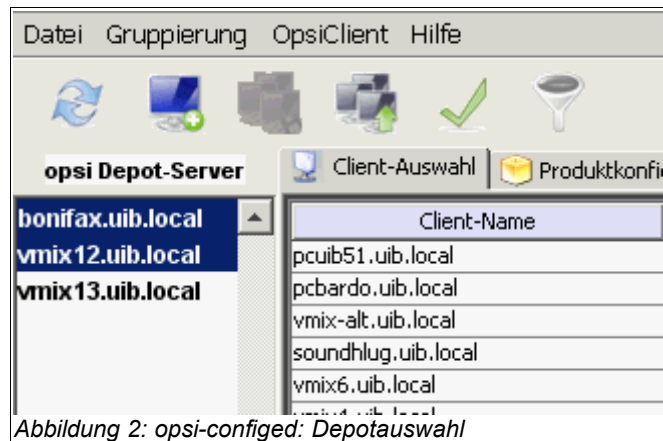 Datei Gruppierung OpsiClient Hilfe
opsi Depot-Server
Client-Auswahl
Produktkonfi
bonifax.uib.local
vmix12.uib.local
vmix13.uib.local
Client-Name
pcuib51.uib.local
pcbardo.uib.local
vmix-alt.uib.local
soundhlug.uib.local
vmix6.uib.local
Abbildung 2: opsi-configed: Depotauswahl